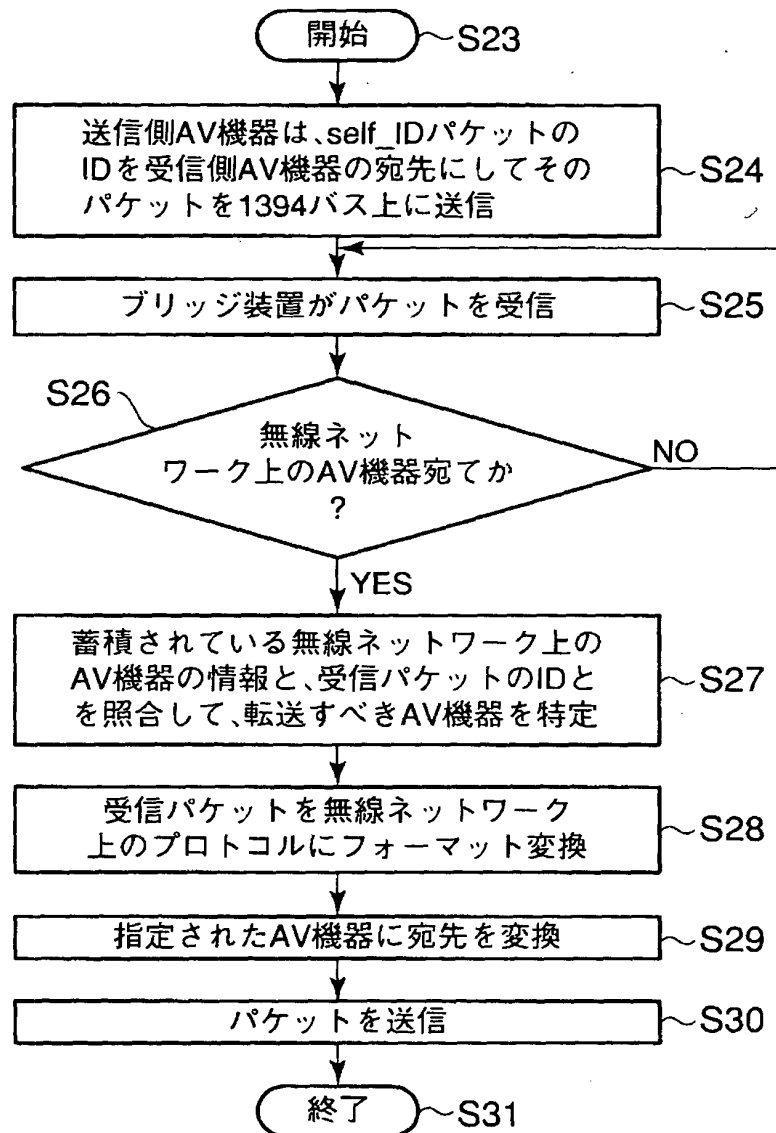 開始
S23
送信側AV機器は、self_IDパケットの
IDを受信側AV機器の宛先にしてその
パケットを1394バス上に送信
S24
ブリッジ装置がパケットを受信
S25
S26
無線ネット
ワーク上のAV機器宛てか
?
NO
YES
蓄積されている無線ネットワーク上の
AV機器の情報と、受信パケットのIDと
を照合して、転送すべきAV機器を特定
S27
受信パケットを無線ネットワーク
上のプロトコルにフォーマット変換
S28
指定されたAV機器に宛先を変換
S29
パケットを送信
S30
終了
S31